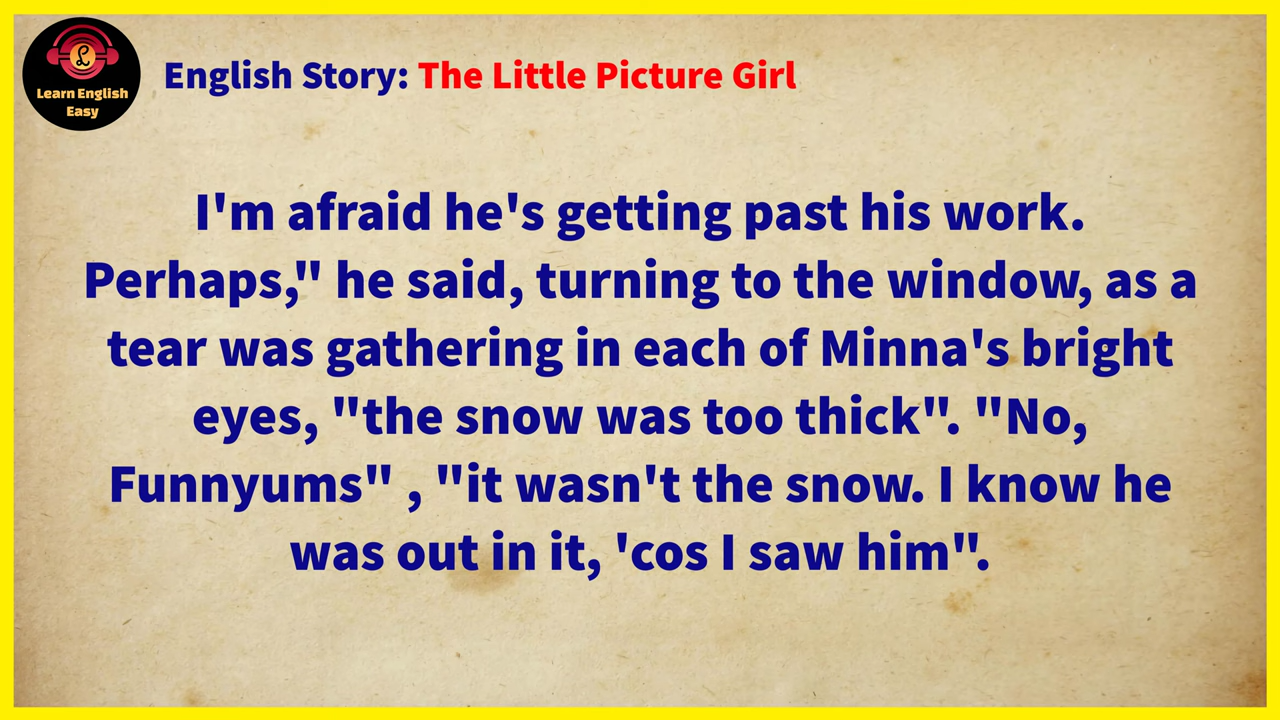 Learn English
Easy
English Story: The Little Picture Girl
I'm afraid he's getting past his work.
Perhaps," he said, turning to the window, as a
tear was gathering in each of Minna's bright
eyes, "the snow was too thick". "No,
Funnyums" , "it wasn't the snow. I know he
was out in it, 'cos I saw him".